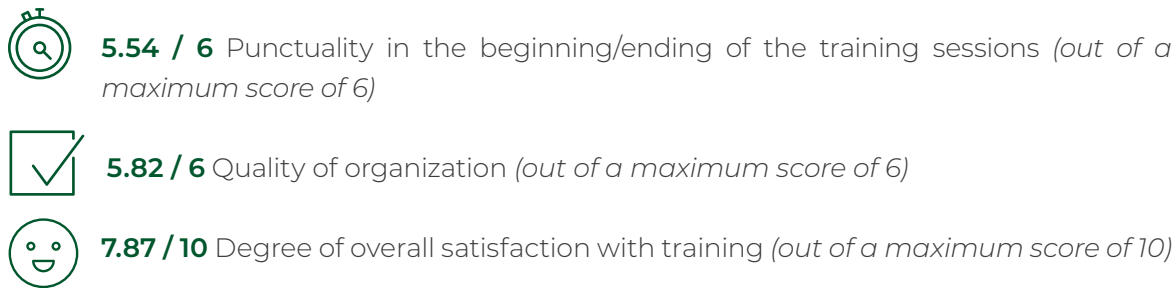 5.54 / 6 Punctuality in the beginning/ending of the training sessions (out of a
maximum score of 6)
5.82 / 6 Quality of organization (out of a maximum score of 6)
7.87 / 10 Degree of overall satisfaction with training (out of a maximum score of 10)